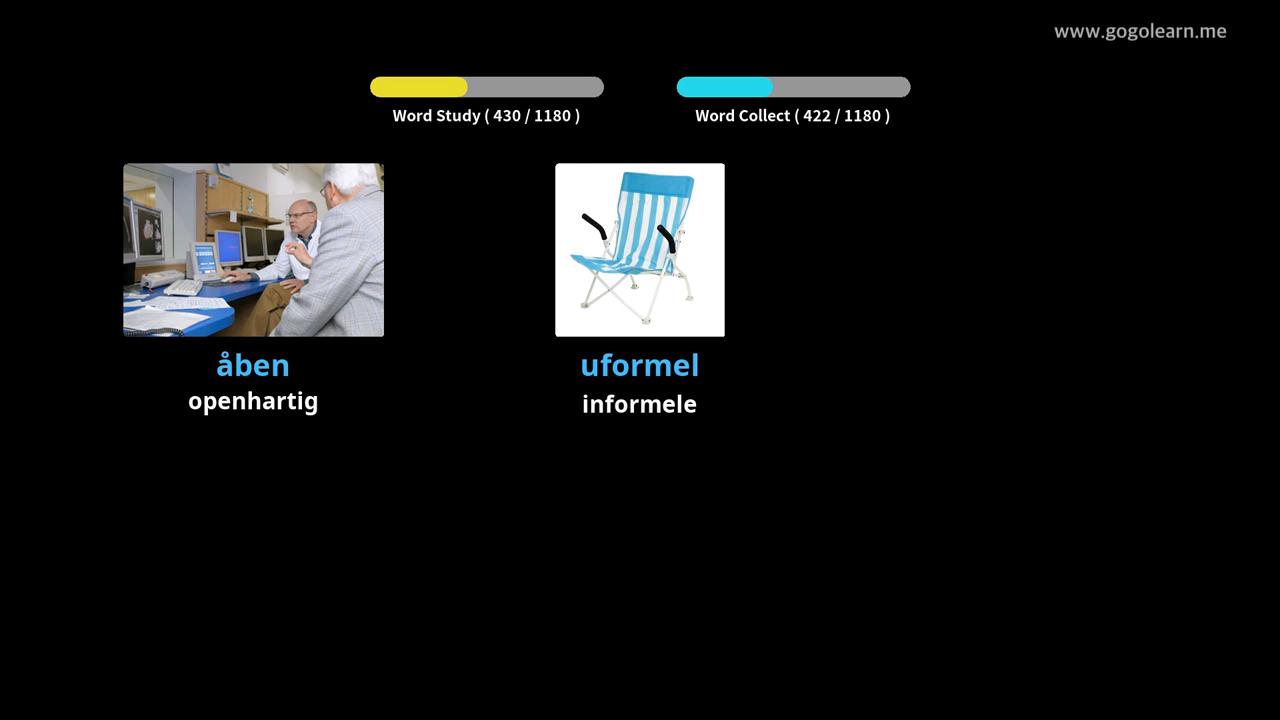 www.gogolearn.me
Word Study ( 430 / 1180 )
Word Collect ( 422 / 1180 )
åben
openhartig
uformel
informele